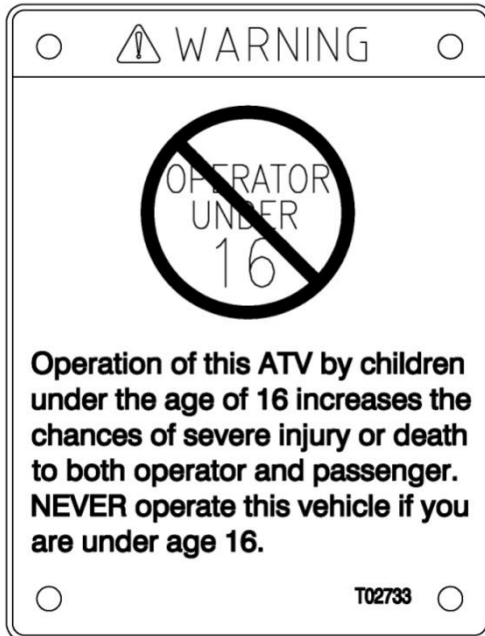 WARNING
OPERATOR
UNDER
16
Operation of this ATV by children
under the age of 16 increases the
chances of severe injury or death
to both operator and passenger.
NEVER operate this vehicle if you
are under age 16.
T02733